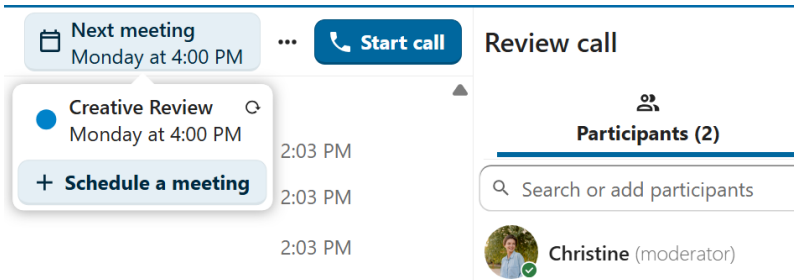 Next meeting
Monday at 4:00 PM
Start call
Creative Review
Monday at 4:00 PM
+ Schedule a meeting
2:03 PM
2:03 PM
2:03 PM
Review call
Participants (2)
Search or add participants
Christine (moderator)